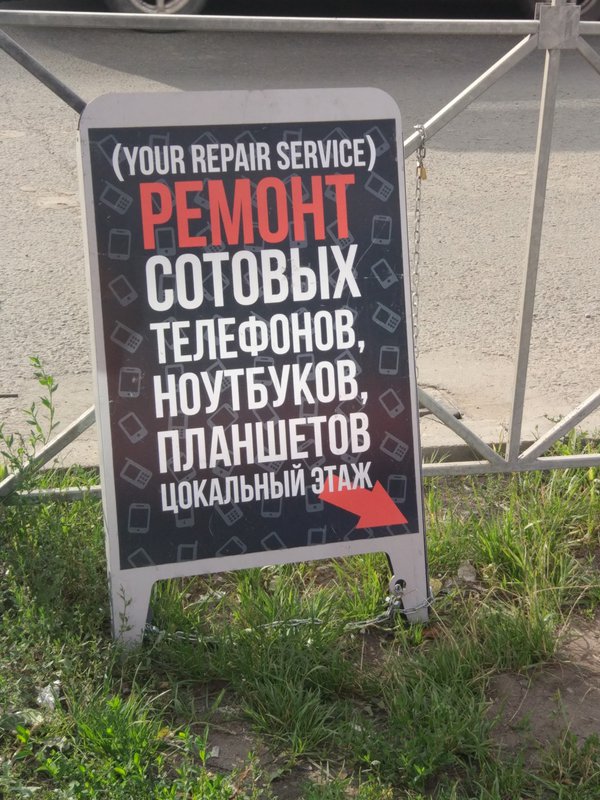 (YOUR REPAIR SERVICE)
РЕМОНТ
СОТОВЫХ
ТЕЛЕФОНОВ,
НОУТБУКОВ,
ПЛАНШЕТОВ
ЦОКАЛЬНЫЙ ЭТАЖ